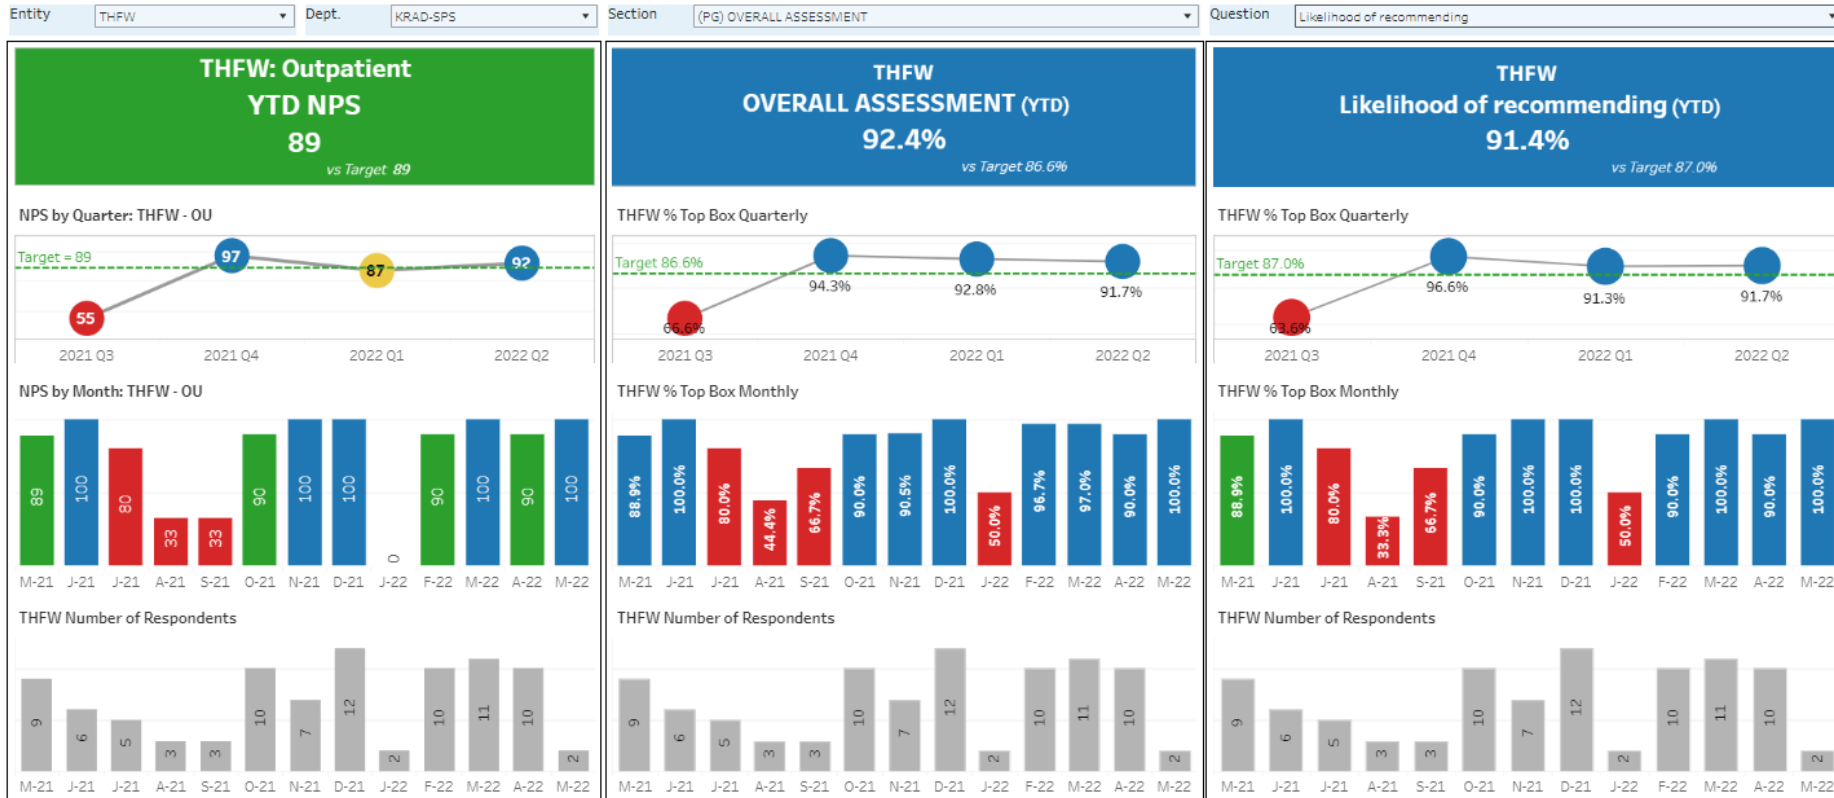 Entity THFW Dept. KRAD-SPS Section (PG) OVERALL ASSESSMENT Question Likelihood of recommending
THFW: Outpatient
YTD NPS
89
vs Target 89
NPS by Quarter: THFW - OU
Target = 89
55 97 87 92
2021 Q3 2021 Q4 2022 Q1 2022 Q2
NPS by Month: THFW - OU
89 100 80 33 33 90 100 100 0 90 100 90 100
M-21 J-21 J-21 A-21 S-21 O-21 N-21 D-21 J-22 F-22 M-22 A-22 M-22
THFW Number of Respondents
9 6 5 3 3 10 7 12 2 10 11 10 2
M-21 J-21 J-21 A-21 S-21 O-21 N-21 D-21 J-22 F-22 M-22 A-22 M-22
THFW
OVERALL ASSESSMENT (YTD)
92.4%
vs Target 86.6%
THFW % Top Box Quarterly
Target 86.6%
66.6% 94.3% 92.8% 91.7%
2021 Q3 2021 Q4 2022 Q1 2022 Q2
THFW % Top Box Monthly
88.9% 100.0% 80.0% 44.4% 66.7% 90.0% 90.5% 100.0% 50.0% 96.7% 97.0% 90.0% 100.0%
M-21 J-21 J-21 A-21 S-21 O-21 N-21 D-21 J-22 F-22 M-22 A-22 M-22
THFW Number of Respondents
9 6 5 3 3 10 7 12 2 10 11 10 2
M-21 J-21 J-21 A-21 S-21 O-21 N-21 D-21 J-22 F-22 M-22 A-22 M-22
THFW
Likelihood of recommending (YTD)
91.4%
vs Target 87.0%
THFW % Top Box Quarterly
Target 87.0%
63.6% 96.6% 91.3% 91.7%
2021 Q3 2021 Q4 2022 Q1 2022 Q2
THFW % Top Box Monthly
88.9% 100.0% 80.0% 33.3% 66.7% 90.0% 100.0% 100.0% 50.0% 90.0% 100.0% 90.0% 100.0%
M-21 J-21 J-21 A-21 S-21 O-21 N-21 D-21 J-22 F-22 M-22 A-22 M-22
THFW Number of Respondents
9 6 5 3 3 10 7 12 2 10 11 10 2
M-21 J-21 J-21 A-21 S-21 O-21 N-21 D-21 J-22 F-22 M-22 A-22 M-22